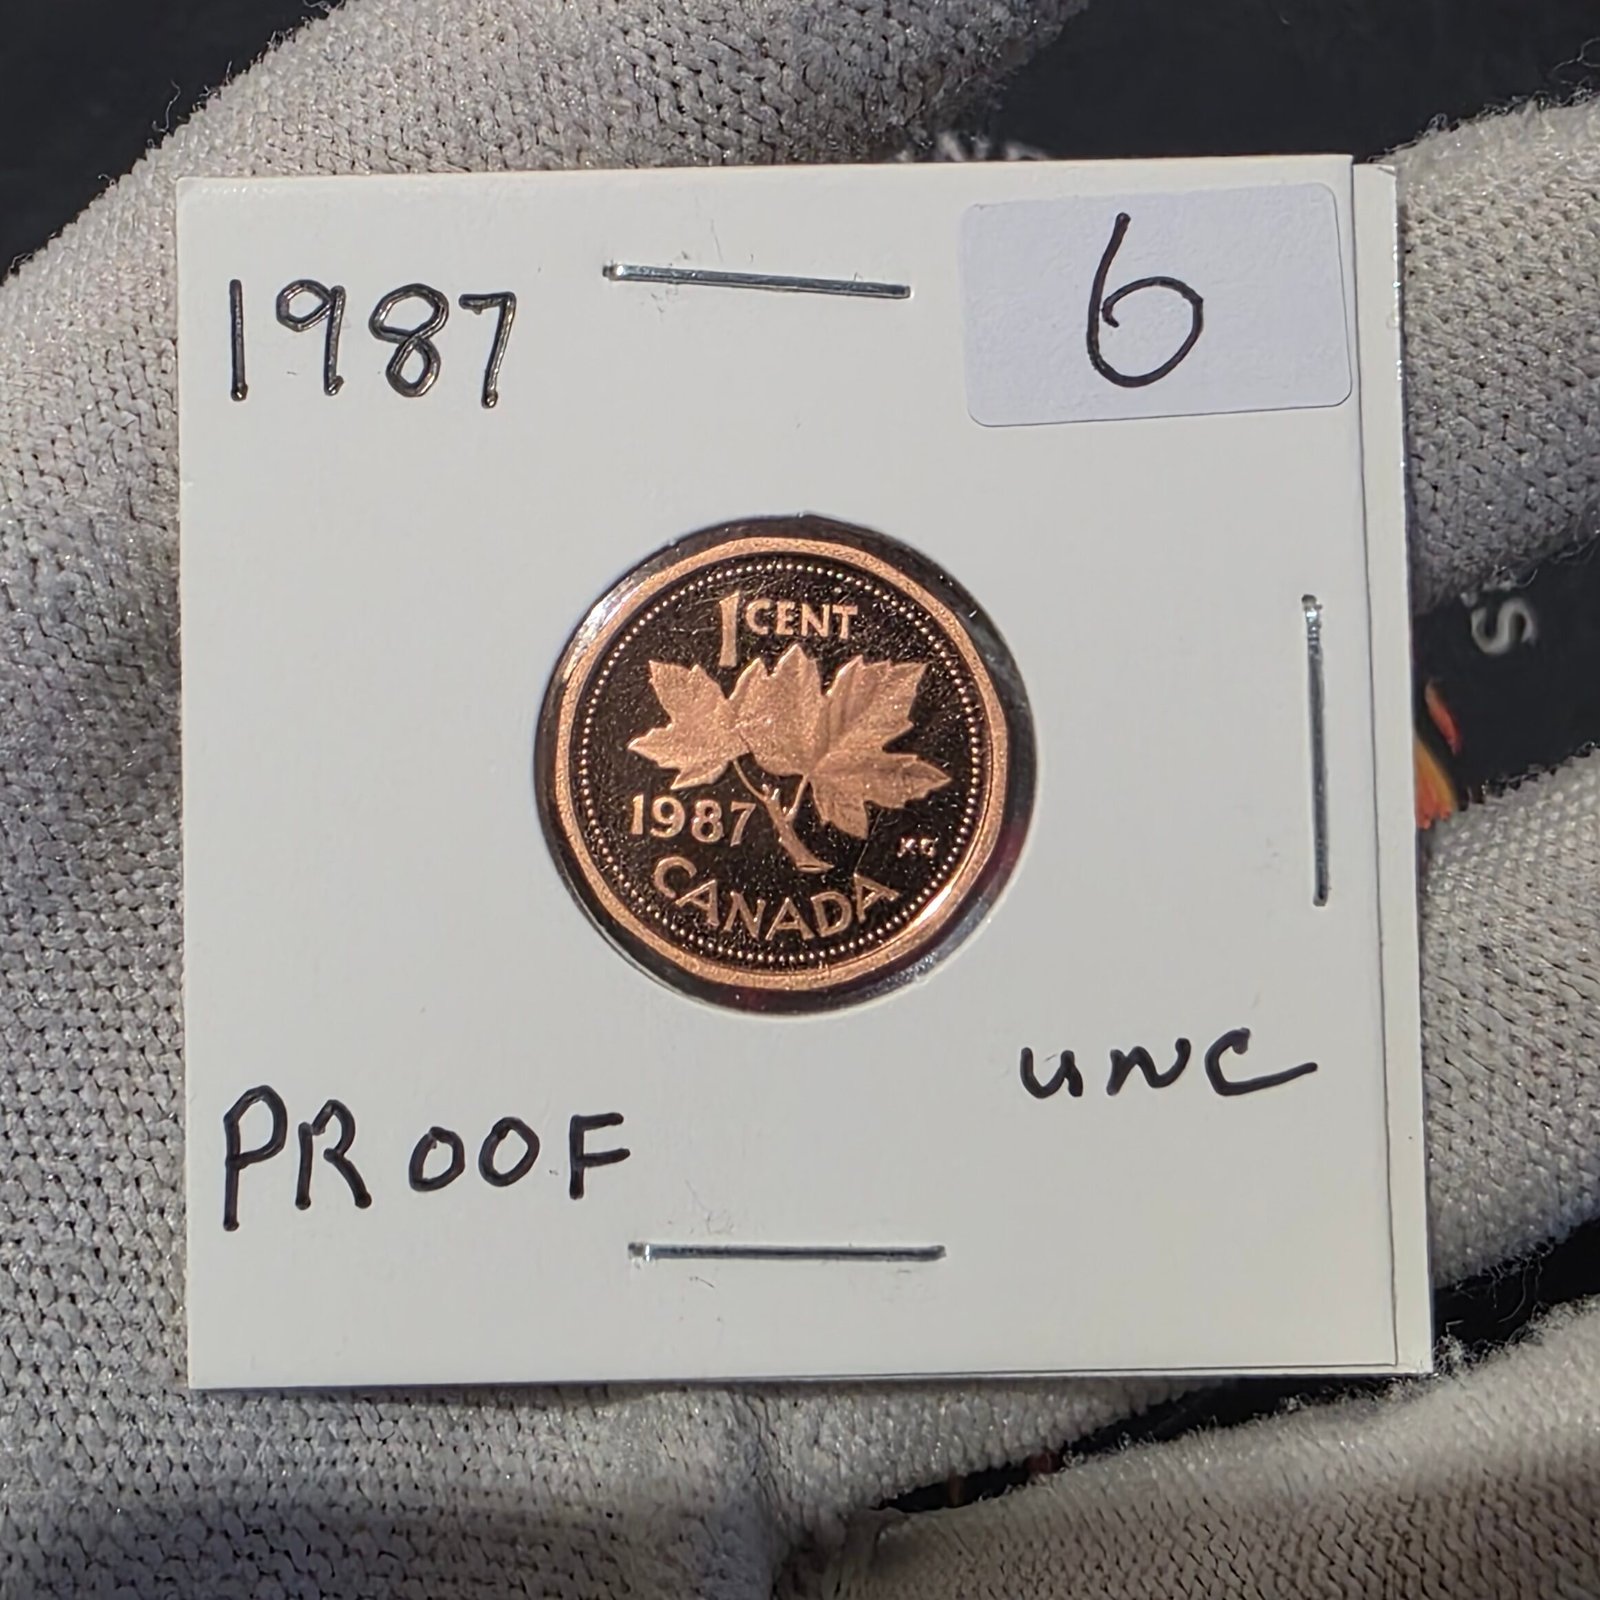 1987
6
1 CENT
1987
KG
CANADA
UNC
PROOF
S